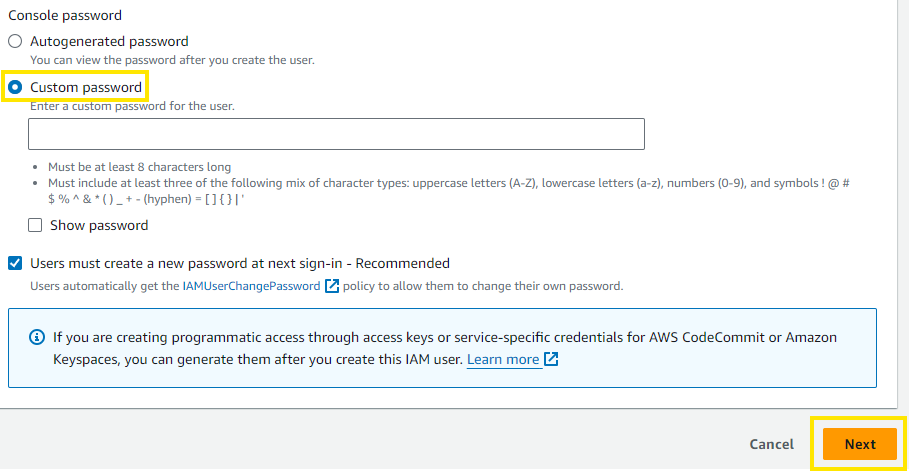 Console password
Autogenerated password
You can view the password after you create the user.
Custom password
Enter a custom password for the user.
Must be at least 8 characters long
Must include at least three of the following mix of character types: uppercase letters (A-Z), lowercase letters (a-z), numbers (0-9), and symbols ! @ #
$ % ^ & * ( ) _ + - (hyphen) = [ ] { } | '
Show password
Users must create a new password at next sign-in - Recommended
Users automatically get the IAMUserChangePassword policy to allow them to change their own password.
If you are creating programmatic access through access keys or service-specific credentials for AWS CodeCommit or Amazon
Keyspaces, you can generate them after you create this IAM user. Learn more
Cancel Next